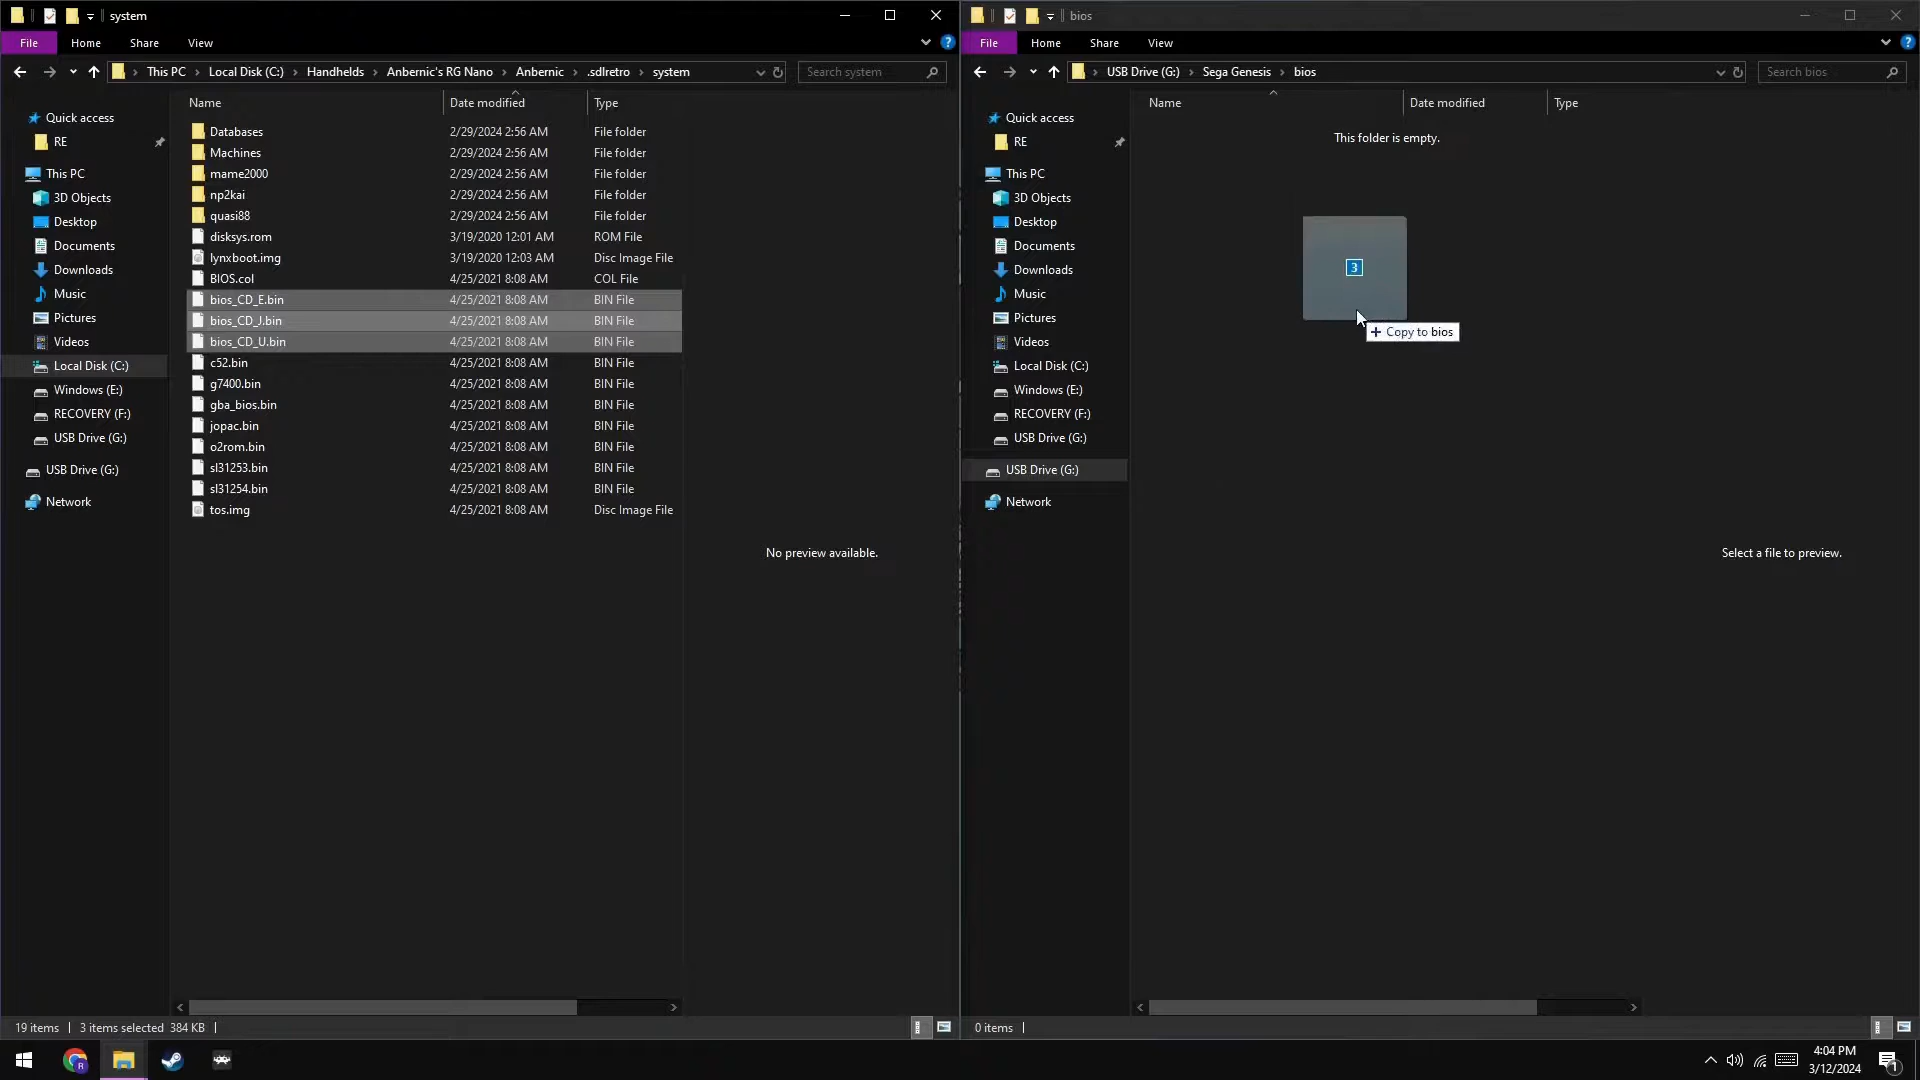 system
File
Home
Share
View
This PC
Local Disk (C:)
Handhelds
Anbernic's RG Nano
Anbernic
.sdlretro
system
Search system
Name
Date modified
Type
Quick access
RE
This PC
3D Objects
Desktop
Documents
Downloads
Music
Pictures
Videos
Local Disk (C:)
Windows (E:)
RECOVERY (F:)
USB Drive (G:)
USB Drive (G:)
Network
Databases 2/29/2024 2:56 AM File folder
Machines 2/29/2024 2:56 AM File folder
mame2000 2/29/2024 2:56 AM File folder
np2kai 2/29/2024 2:56 AM File folder
quasi88 2/29/2024 2:56 AM File folder
disksys.rom 3/19/2020 12:01 AM ROM File
lynxboot.img 3/19/2020 12:03 AM Disc Image File
BIOS.col 4/25/2021 8:08 AM COL File
bios_CD_E.bin 4/25/2021 8:08 AM BIN File
bios_CD_J.bin 4/25/2021 8:08 AM BIN File
bios_CD_U.bin 4/25/2021 8:08 AM BIN File
c52.bin 4/25/2021 8:08 AM BIN File
g7400.bin 4/25/2021 8:08 AM BIN File
gba_bios.bin 4/25/2021 8:08 AM BIN File
jopac.bin 4/25/2021 8:08 AM BIN File
o2rom.bin 4/25/2021 8:08 AM BIN File
sl31253.bin 4/25/2021 8:08 AM BIN File
sl31254.bin 4/25/2021 8:08 AM BIN File
tos.img 4/25/2021 8:08 AM Disc Image File
No preview available.
19 items
3 items selected 384 KB
bios
File
Home
Share
View
USB Drive (G:)
Sega Genesis
bios
Search bios
Name
Date modified
Type
This folder is empty.
Quick access
RE
This PC
3D Objects
Desktop
Documents
Downloads
Music
Pictures
Videos
Local Disk (C:)
Windows (E:)
RECOVERY (F:)
USB Drive (G:)
USB Drive (G:)
Network
3
+ Copy to bios
Select a file to preview.
0 items
4:04 PM
3/12/2024
1